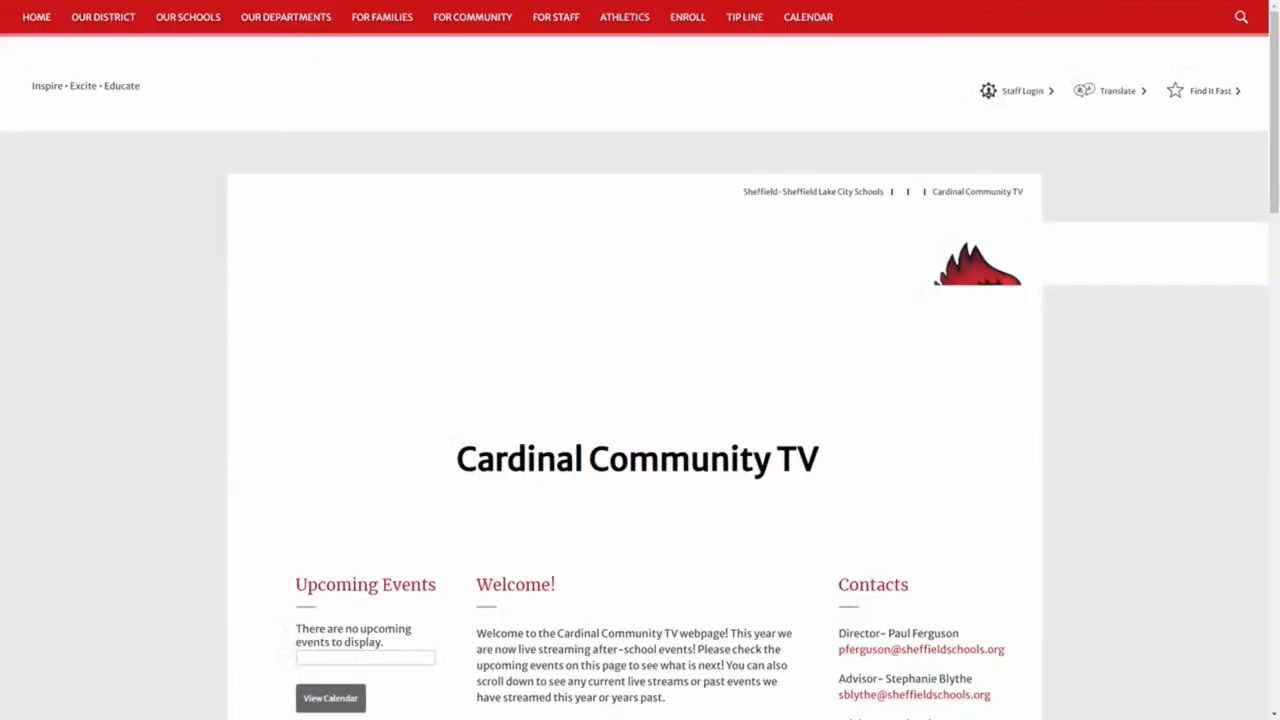 HOME OUR DISTRICT OUR SCHOOLS OUR DEPARTMENTS FOR FAMILIES FOR COMMUNITY FOR STAFF ATHLETICS ENROLL TIP LINE CALENDAR
Inspire • Excite • Educate
Staff Login Translate Find It Fast
Sheffield-Sheffield Lake City Schools Cardinal Community TV
Cardinal Community TV
Upcoming Events
There are no upcoming
events to display.
View Calendar
Welcome!
Welcome to the Cardinal Community TV webpage! This year we
are now live streaming after-school events! Please check the
upcoming events on this page to see what is next! You can also
scroll down to see any current live streams or past events we
have streamed this year or years past.
Contacts
Director- Paul Ferguson
pferguson@sheffieldschools.org
Advisor- Stephanie Blythe
sblythe@sheffieldschools.org